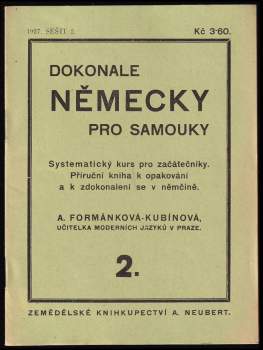 1927. SEŠIT 2.
Kč 3·60.
DOKONALE
NĚMECKY
PRO SAMOUKY
Systematický kurs pro začátečníky.
Příruční kniha k opakování
a k zdokonalení se v němčině.
A. FORMÁNKOVÁ-KUBÍNOVÁ,
UČITELKA MODERNÍCH JAZYKŮ V PRAZE.
2.
ZEMĚDĚLSKÉ KNIHKUPECTVÍ A. NEUBERT.